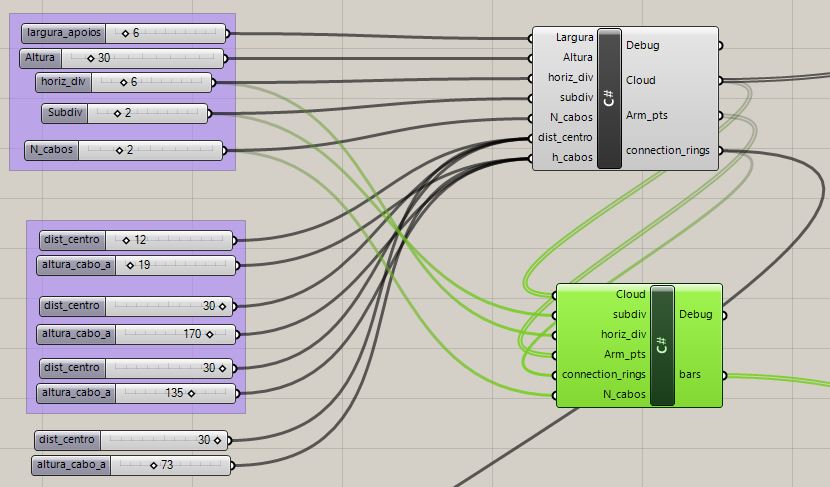 largura_apoios 6
Altura 30
horiz_div 6
Subdiv 2
N_cabos 2
Largura
Altura
horiz_div
subdiv
N_cabos
dist_centro
h_cabos
C#
Debug
Cloud
Arm_pts
connection_rings
dist_centro 12
altura_cabo_a 19
dist_centro 30
altura_cabo_a 170
dist_centro 30
altura_cabo_a 135
dist_centro 30
altura_cabo_a 73
Cloud
subdiv
horiz_div
Arm_pts
connection_rings
N_cabos
C#
Debug
bars